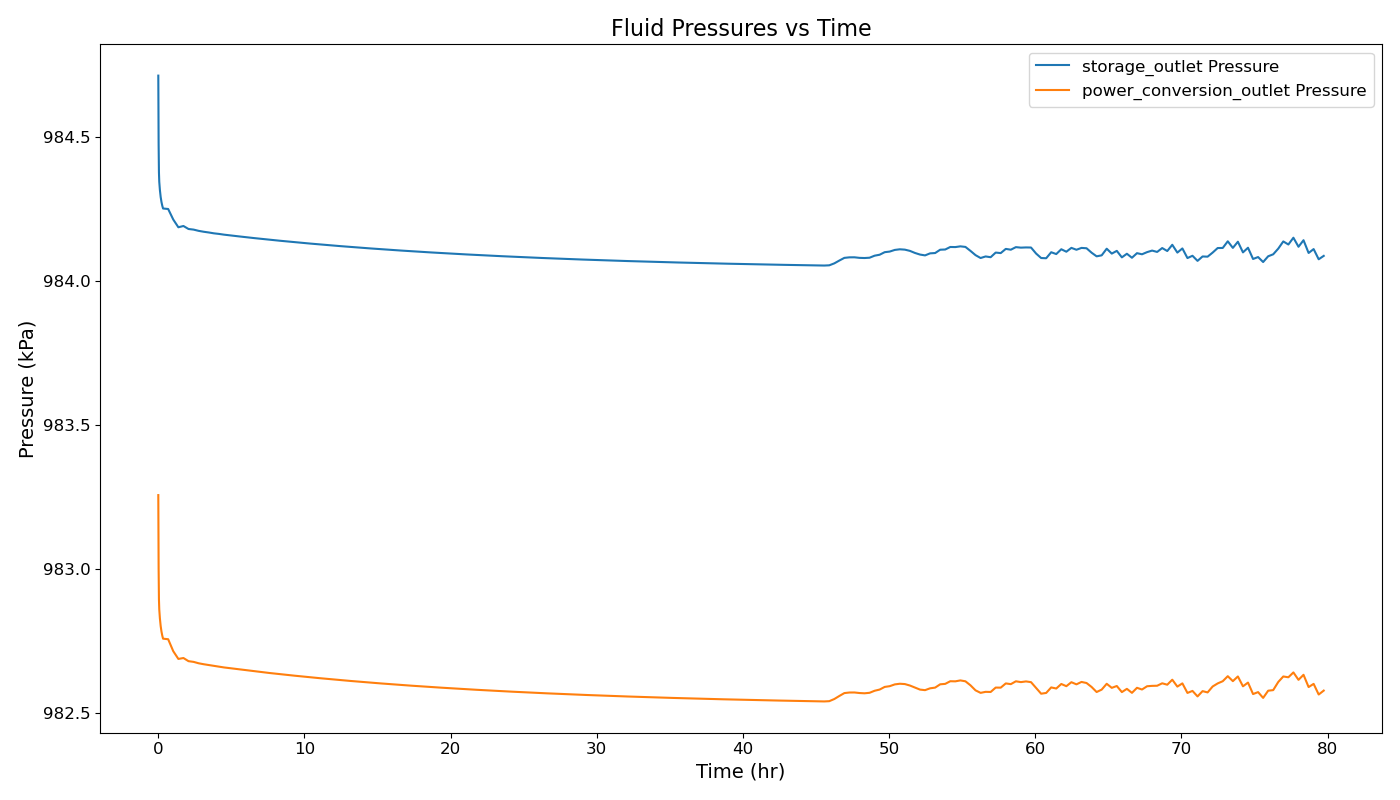 Fluid Pressures vs Time
storage_outlet Pressure
power_conversion_outlet Pressure
Pressure (kPa)
984.5
984.0
983.5
983.0
982.5
0 10 20 30 40 50 60 70 80
Time (hr)